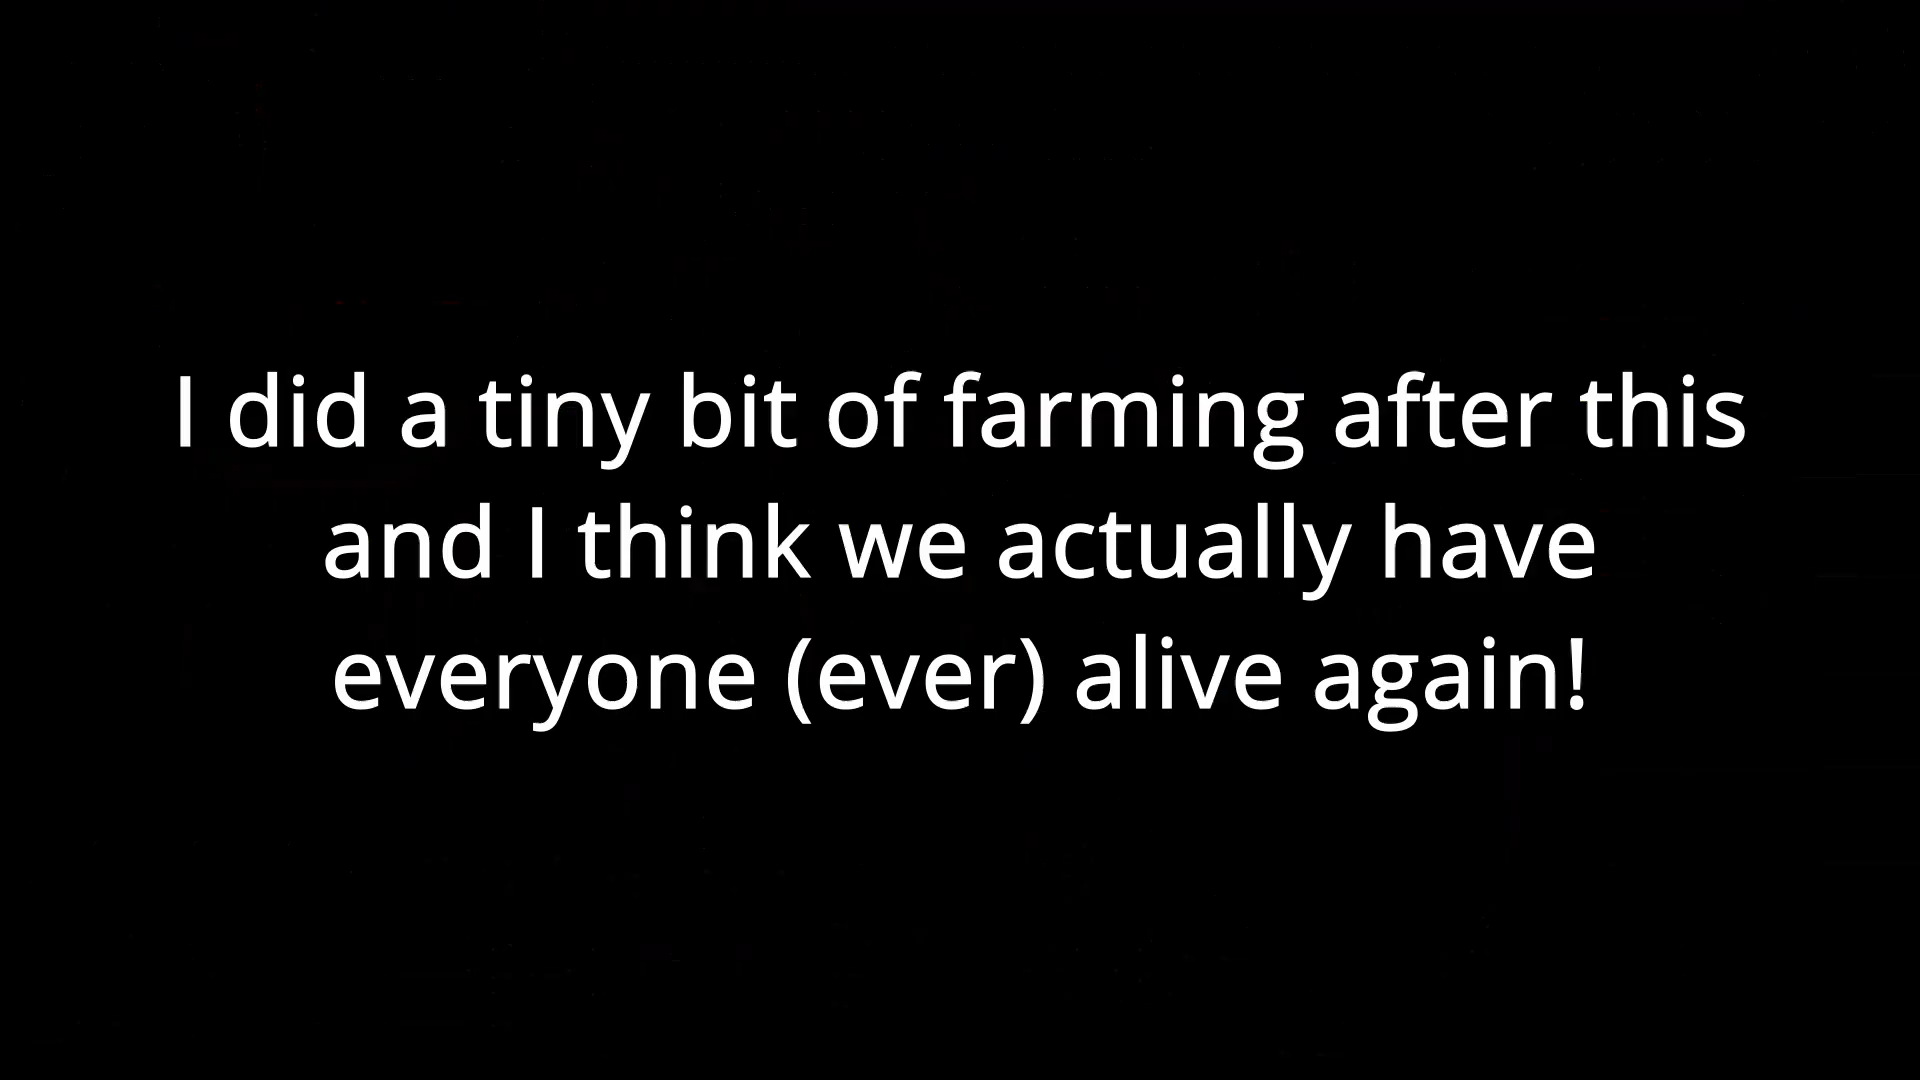 I did a tiny bit of farming after this
and I think we actually have
everyone (ever) alive again!